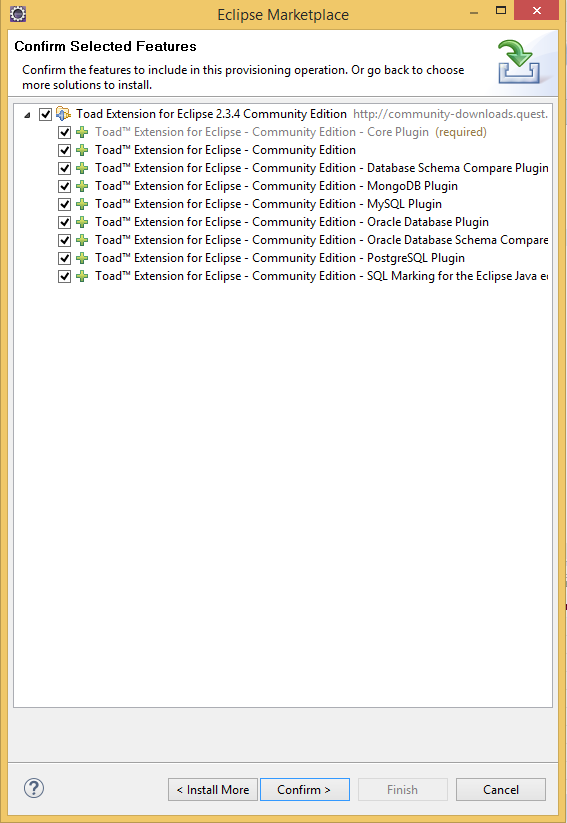 Eclipse Marketplace
Confirm Selected Features
Confirm the features to include in this provisioning operation. Or go back to choose
more solutions to install.
Toad Extension for Eclipse 2.3.4 Community Edition http://community-downloads.quest.
Toad™ Extension for Eclipse - Community Edition - Core Plugin (required)
Toad™ Extension for Eclipse - Community Edition
Toad™ Extension for Eclipse - Community Edition - Database Schema Compare Plugin
Toad™ Extension for Eclipse - Community Edition - MongoDB Plugin
Toad™ Extension for Eclipse - Community Edition - MySQL Plugin
Toad™ Extension for Eclipse - Community Edition - Oracle Database Plugin
Toad™ Extension for Eclipse - Community Edition - Oracle Database Schema Compare
Toad™ Extension for Eclipse - Community Edition - PostgreSQL Plugin
Toad™ Extension for Eclipse - Community Edition - SQL Marking for the Eclipse Java
? < Install More Confirm > Finish Cancel